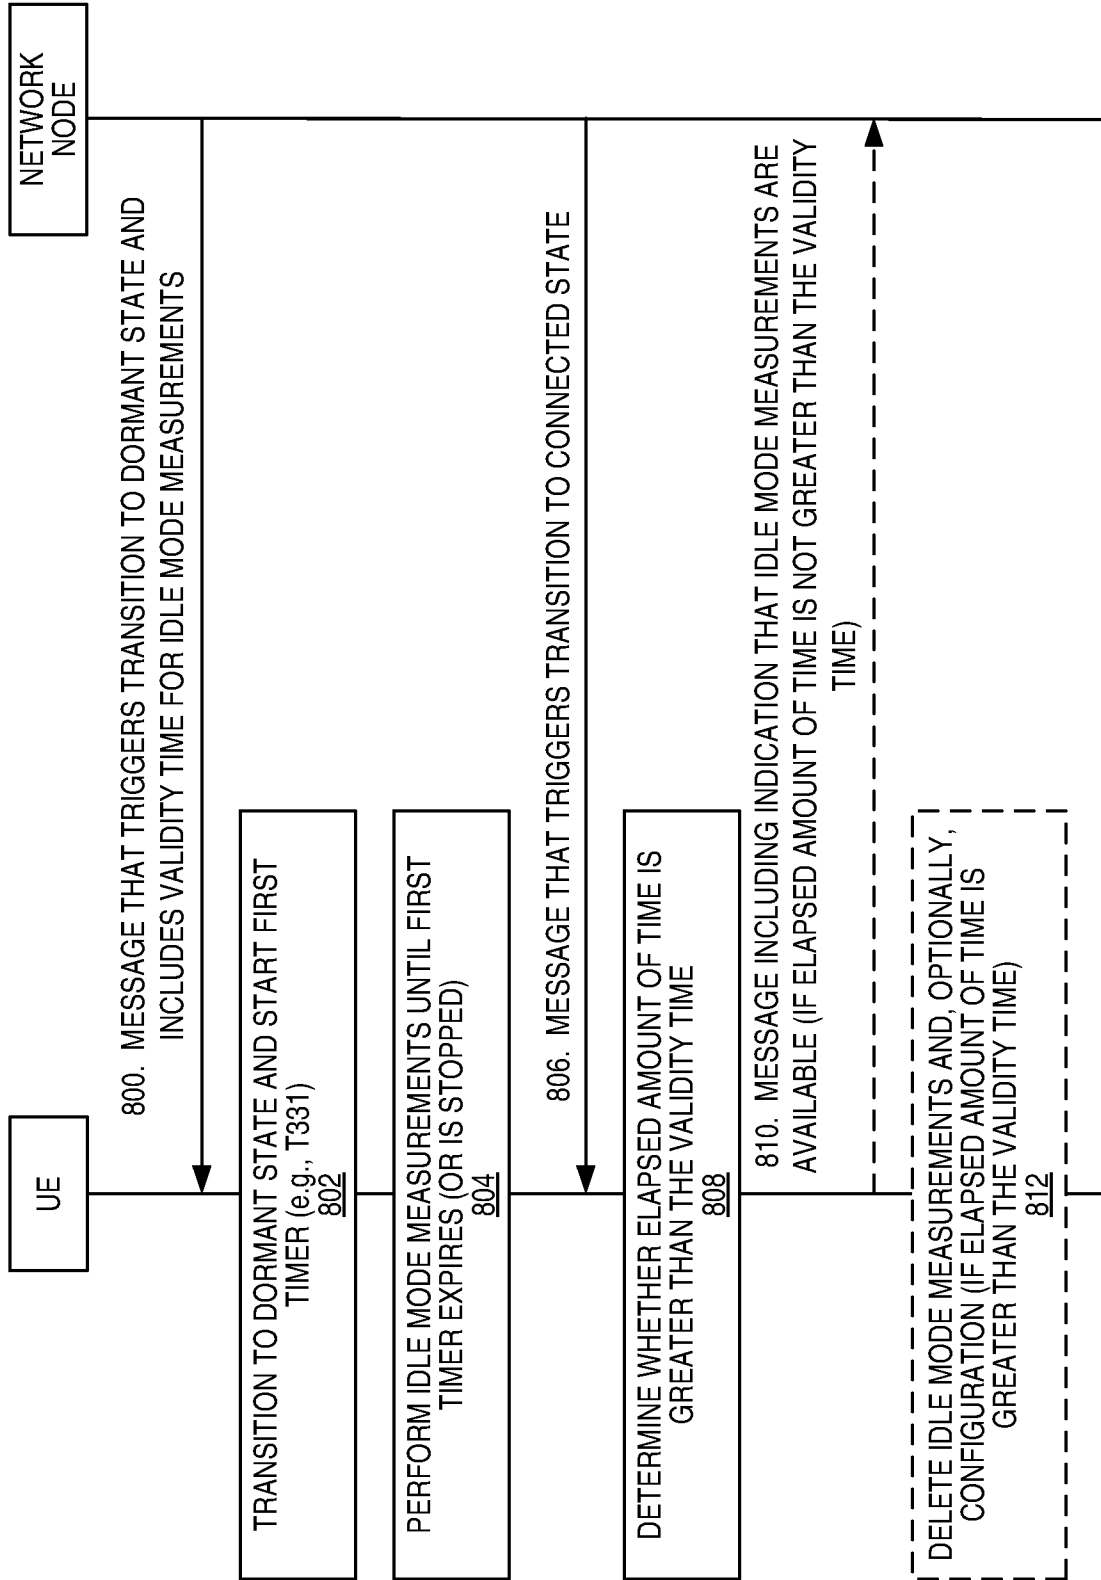 UE
NETWORK
NODE
800. MESSAGE THAT TRIGGERS TRANSITION TO DORMANT STATE AND
INCLUDES VALIDITY TIME FOR IDLE MODE MEASUREMENTS
TRANSITION TO DORMANT STATE AND START FIRST
TIMER (e.g., T331)
802
PERFORM IDLE MODE MEASUREMENTS UNTIL FIRST
TIMER EXPIRES (OR IS STOPPED)
804
806. MESSAGE THAT TRIGGERS TRANSITION TO CONNECTED STATE
DETERMINE WHETHER ELAPSED AMOUNT OF TIME IS
GREATER THAN THE VALIDITY TIME
808
810. MESSAGE INCLUDING INDICATION THAT IDLE MODE MEASUREMENTS ARE
AVAILABLE (IF ELAPSED AMOUNT OF TIME IS NOT GREATER THAN THE VALIDITY
TIME)
DELETE IDLE MODE MEASUREMENTS AND, OPTIONALLY,
CONFIGURATION (IF ELAPSED AMOUNT OF TIME IS
GREATER THAN THE VALIDITY TIME)
812